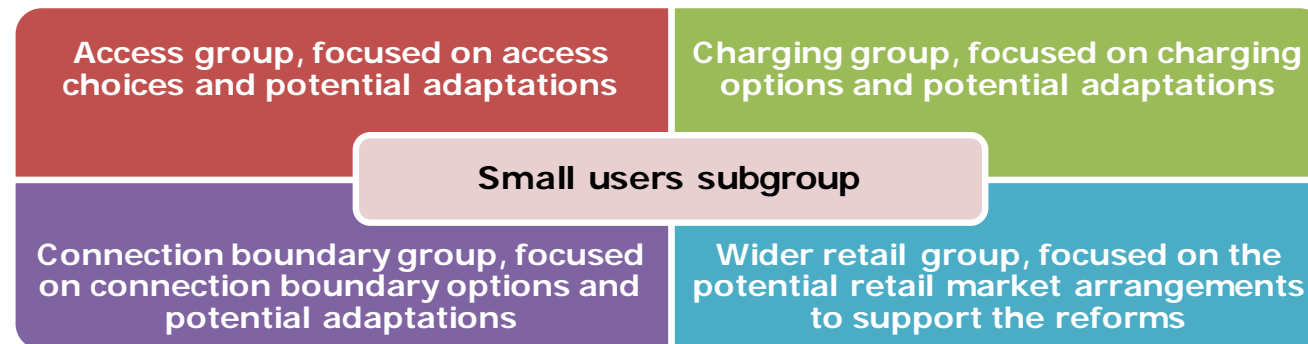 Access group, focused on access
choices and potential adaptations
Charging group, focused on charging
options and potential adaptations
Small users subgroup
Connection boundary group, focused
on connection boundary options and
potential adaptations
Wider retail group, focused on the
potential retail market arrangements
to support the reforms